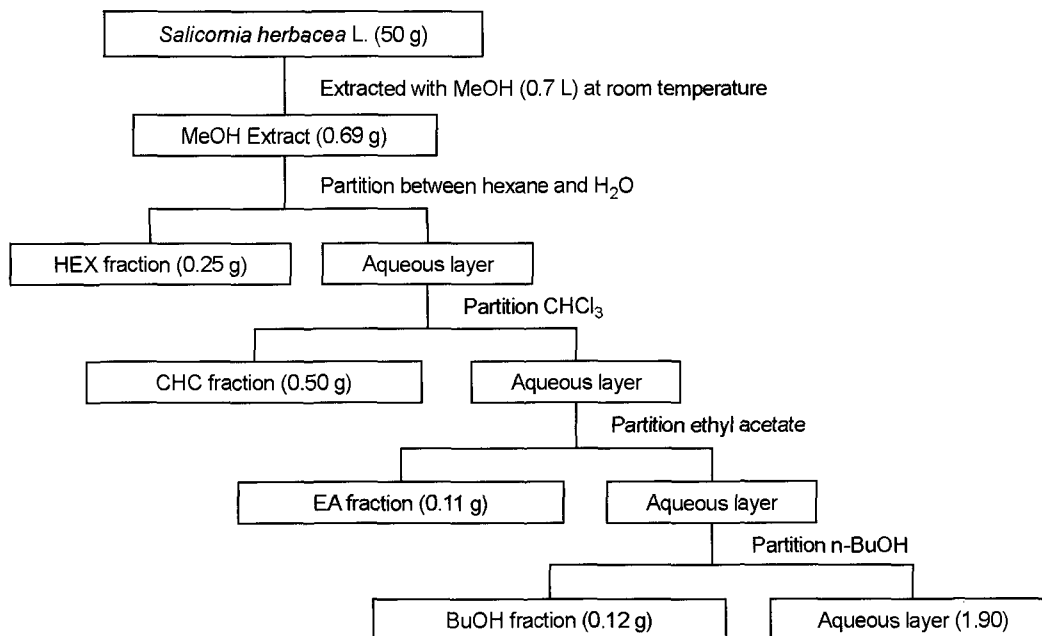 Salicornia herbacea L. (50 g)
Extracted with MeOH (0.7 L) at room temperature
MeOH Extract (0.69 g)
Partition between hexane and H₂O
HEX fraction (0.25 g)
Aqueous layer
Partition CHCl₃
CHC fraction (0.50 g)
Aqueous layer
Partition ethyl acetate
EA fraction (0.11 g)
Aqueous layer
Partition n-BuOH
BuOH fraction (0.12 g)
Aqueous layer (1.90)